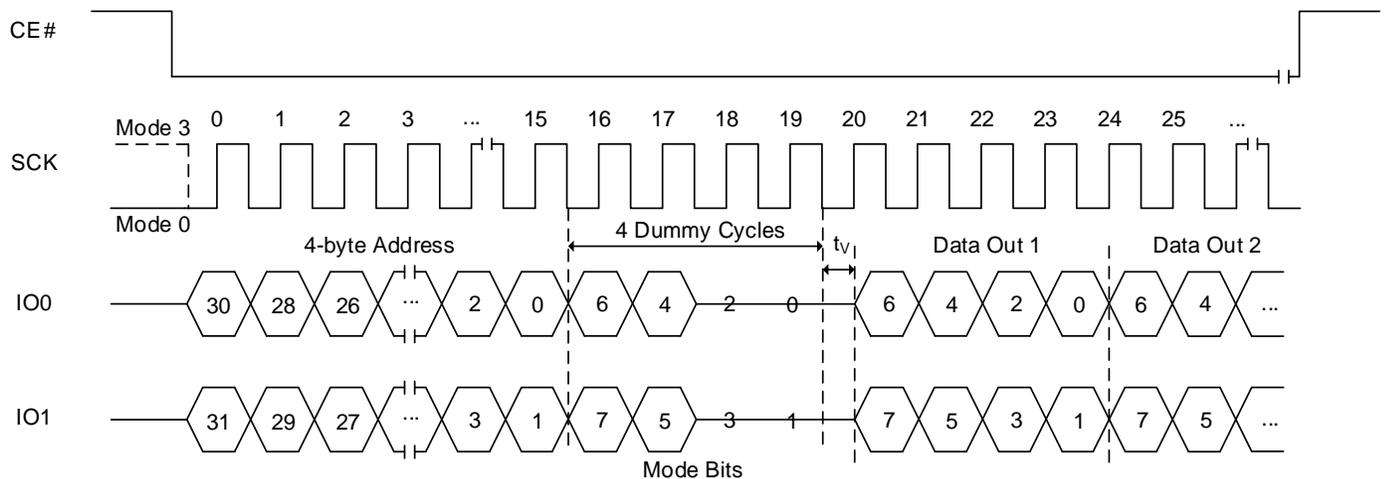 CE#
0 1 2 3 ... 15 16 17 18 19 20 21 22 23 24 25 ...
Mode 3
SCK
Mode 0
4 Dummy Cycles
4-byte Address tV Data Out 1 Data Out 2
IO0 30 28 26 ... 2 0 6 4 2 0 6 4 2 0 6 4 ...
IO1 31 29 27 ... 3 1 7 5 3 1 7 5 3 1 7 5 ...
Mode Bits